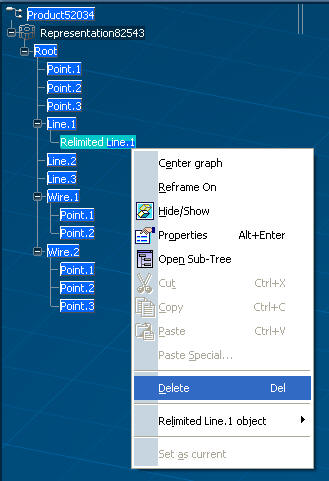 Product52034
Representation82543
Root
Point.1
Point.2
Point.3
Line.1
Relimited Line.1
Line.2
Line.3
Wire.1
Point.1
Point.2
Wire.2
Point.1
Point.2
Point.3
Center graph
Reframe On
Hide/Show
Properties Alt+Enter
Open Sub-Tree
Cut Ctrl+X
Copy Ctrl+C
Paste Ctrl+V
Paste Special...
Delete Del
Relimited Line.1 object
Set as current